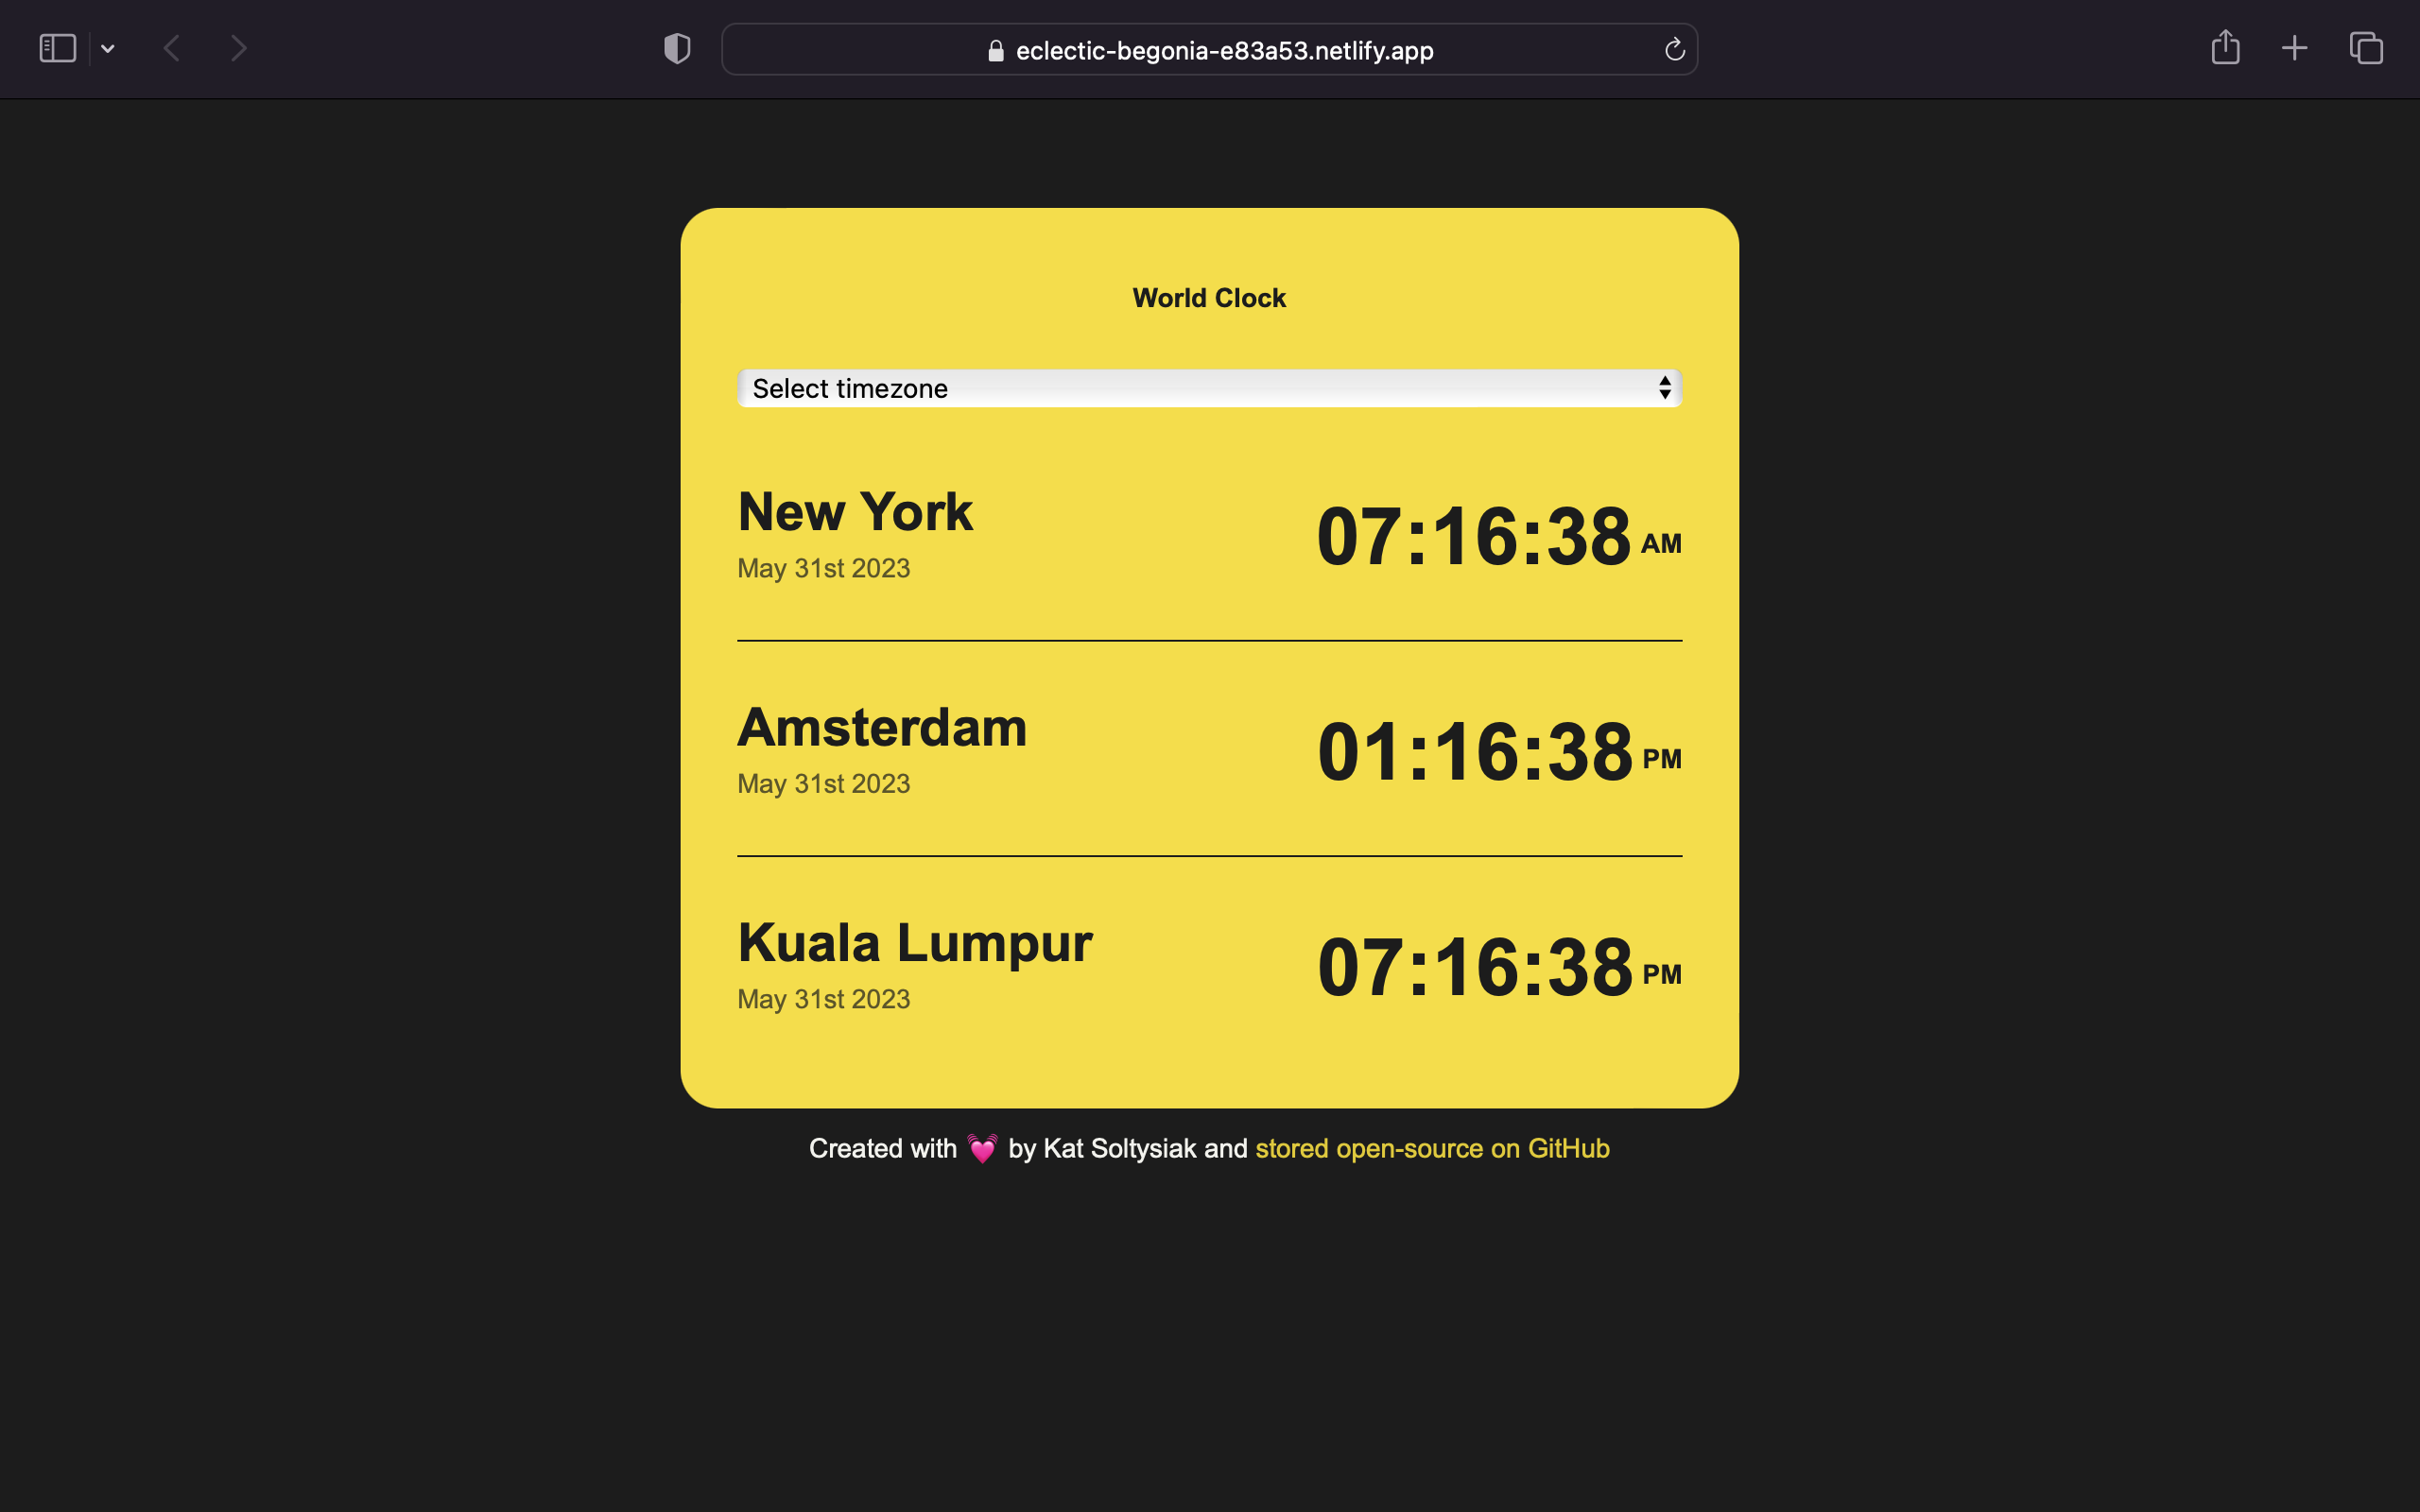 eclectic-begonia-e83a53.netlify.app
World Clock
Select timezone
New York
07:16:38 AM
May 31st 2023
Amsterdam
01:16:38 PM
May 31st 2023
Kuala Lumpur
07:16:38 PM
May 31st 2023
Created with 💓 by Kat Soltysiak and stored open-source on GitHub